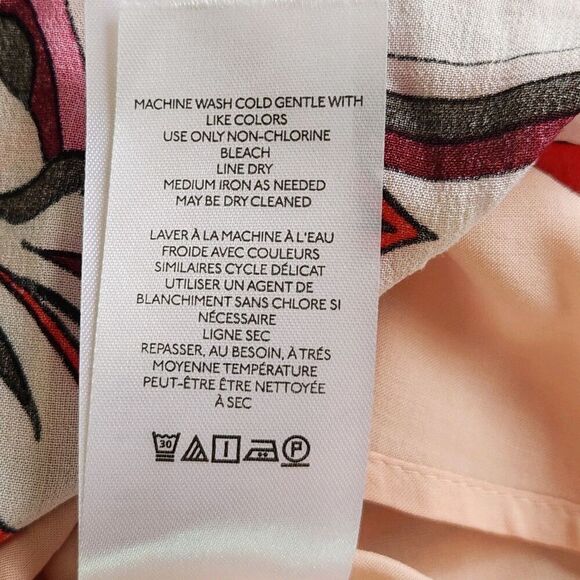 MACHINE WASH COLD GENTLE WITH
LIKE COLORS
USE ONLY NON-CHLORINE
BLEACH
LINE DRY
MEDIUM IRON AS NEEDED
MAY BE DRY CLEANED
LAVER À LA MACHINE À L'EAU
FROIDE AVEC COULEURS
SIMILAIRES CYCLE DÉLICAT
UTILISER UN AGENT DE
BLANCHIMENT SANS CHLORE SI
NÉCESSAIRE
LIGNE SEC
REPASSER, AU BESOIN, À TRÉS
MOYENNE TEMPÉRATURE
PEUT-ÊTRE ÊTRE NETTOYÉE
À SEC
30 P